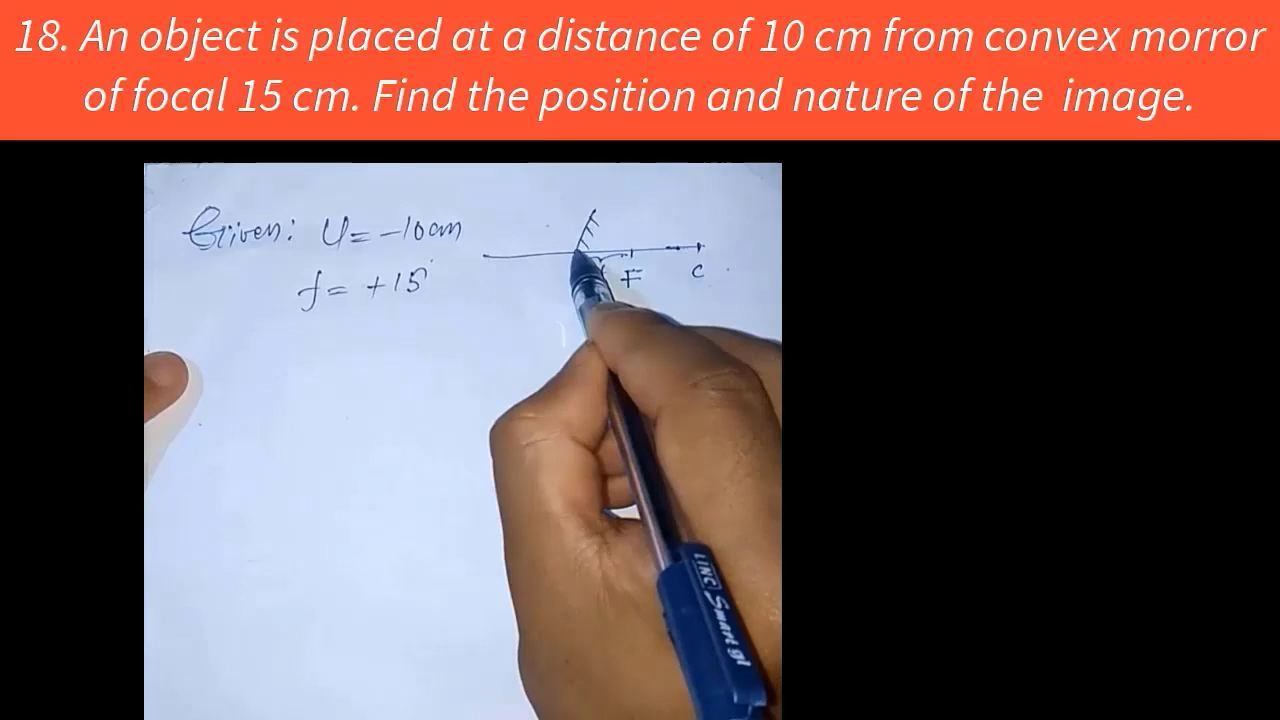 18. An object is placed at a distance of 10 cm from convex morror
of focal 15 cm. Find the position and nature of the image.
Given: U = -10cm
f = +15
F
C
LINC Smart Gl